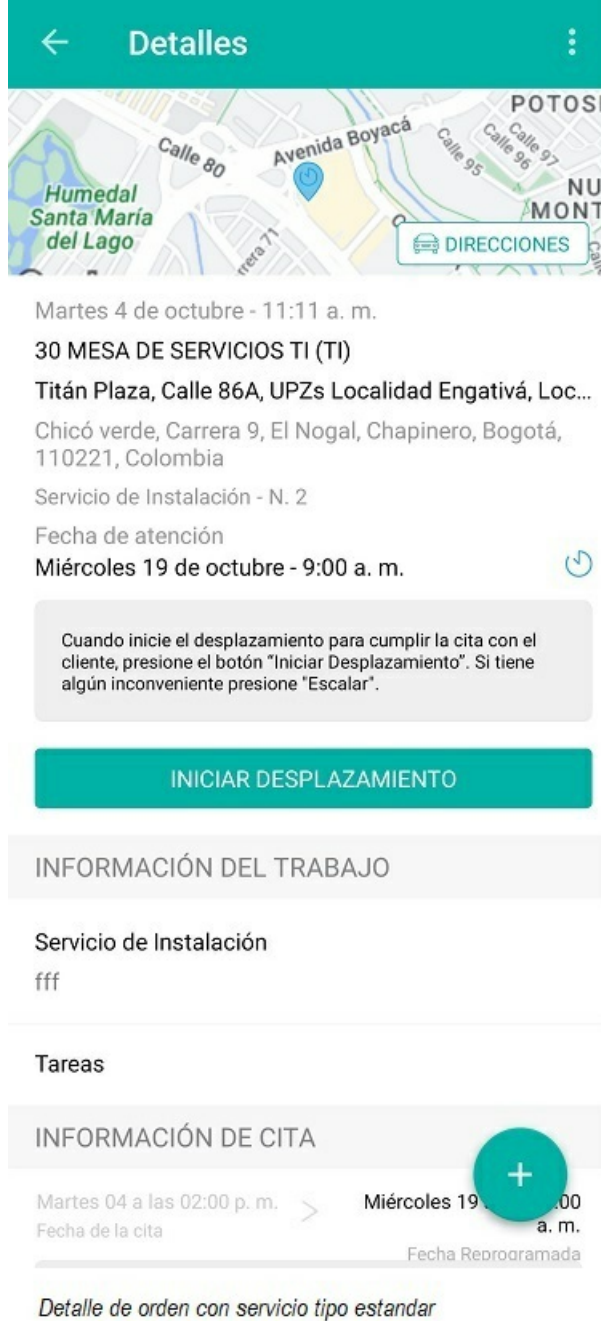 Detalles
POTOSI
Avenida Boyacá
Calle 80
Calle 95
Calle 96
Calle 97
Humedal
Santa María
del Lago
NU
MONT
DIRECCIONES
Martes 4 de octubre - 11:11 a. m.
30 MESA DE SERVICIOS TI (TI)
Titán Plaza, Calle 86A, UPZs Localidad Engativá, Loc...
Chicó verde, Carrera 9, El Nogal, Chapinero, Bogotá,
110221, Colombia
Servicio de Instalación - N. 2
Fecha de atención
Miércoles 19 de octubre - 9:00 a. m.
Cuando inicie el desplazamiento para cumplir la cita con el
cliente, presione el botón “Iniciar Desplazamiento”. Si tiene
algún inconveniente presione "Escalar".
INICIAR DESPLAZAMIENTO
INFORMACIÓN DEL TRABAJO
Servicio de Instalación
fff
Tareas
INFORMACIÓN DE CITA
Martes 04 a las 02:00 p. m.
Fecha de la cita
Miércoles 19
:00
a. m.
Fecha Reprogramada
Detalle de orden con servicio tipo estandar